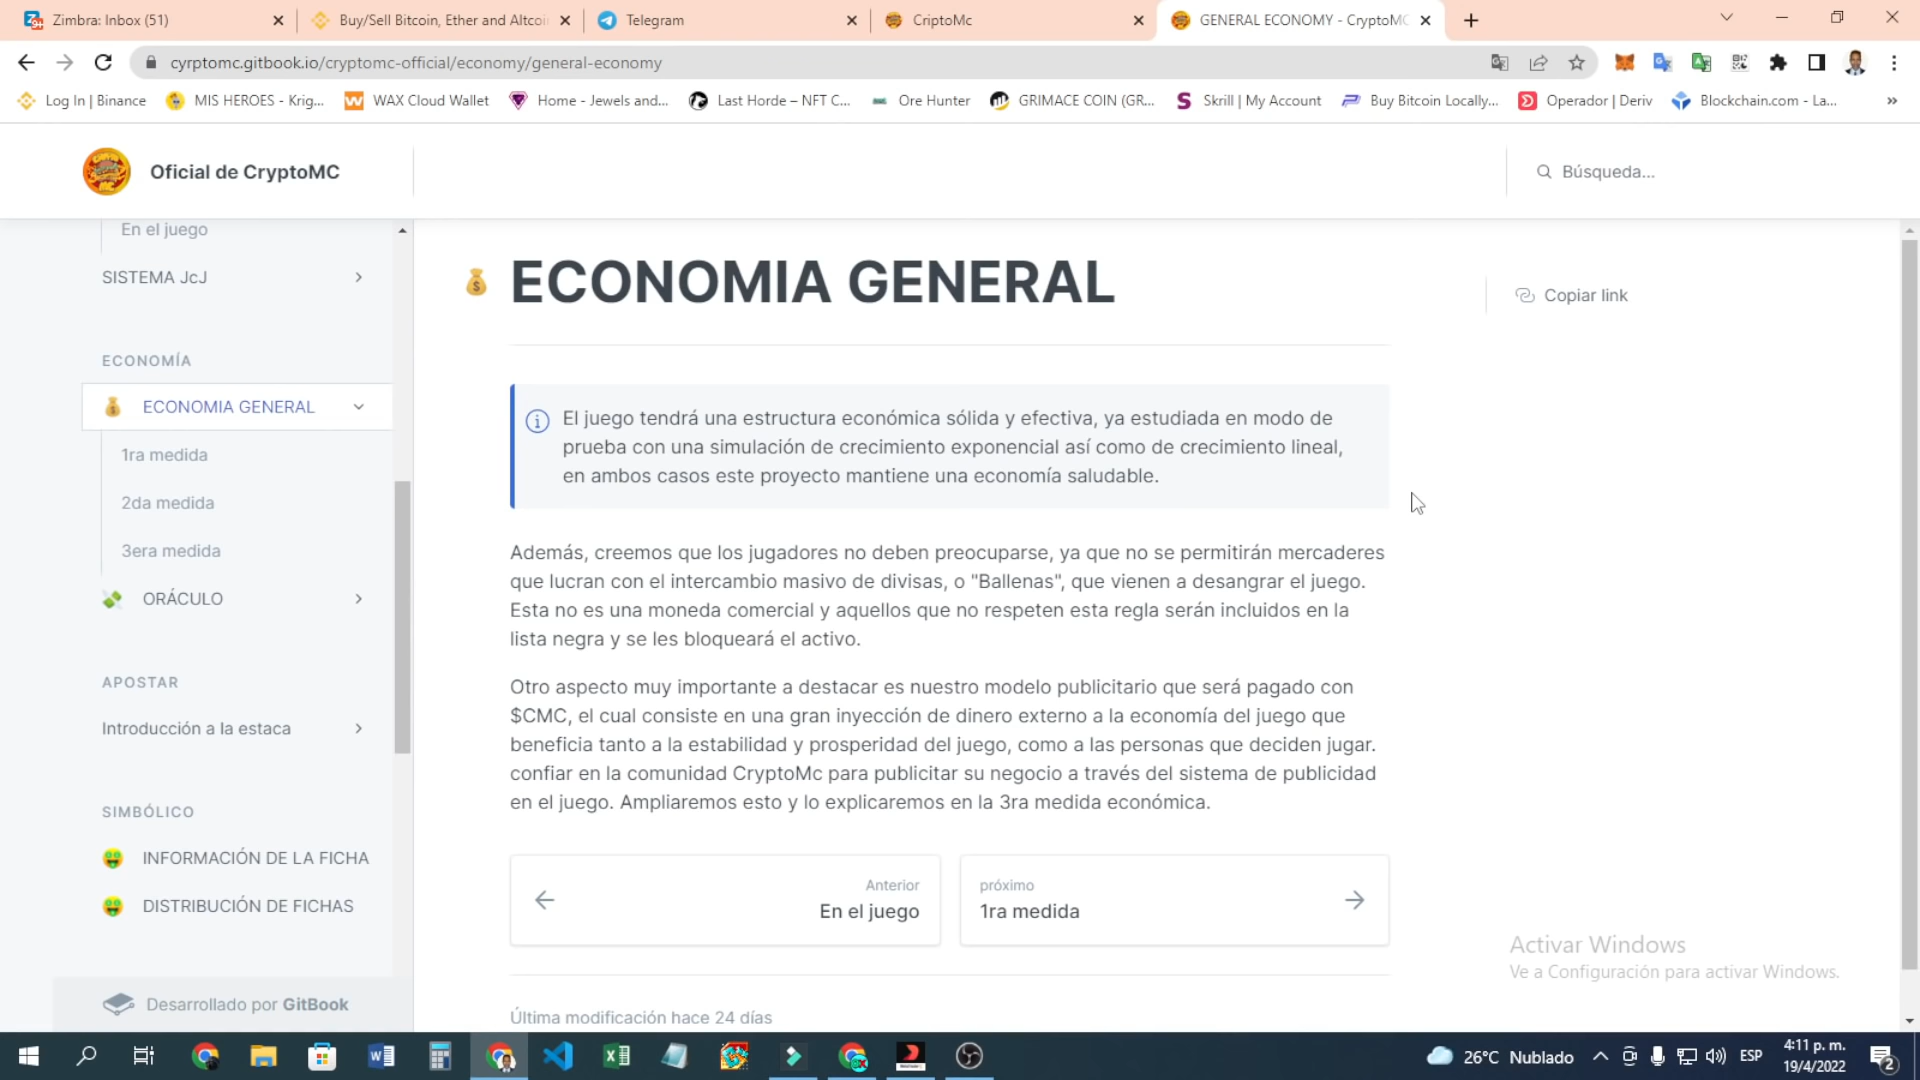 Zimbra: Inbox (51)
Buy/Sell Bitcoin, Ether and Altcoi
Telegram
CriptoMc
GENERAL ECONOMY - CryptoMC
cyrptomc.gitbook.io/cryptomc-official/economy/general-economy
Log In | Binance
MIS HEROES - Krig...
WAX Cloud Wallet
Home - Jewels and...
Last Horde – NFT C...
Ore Hunter
GRIMACE COIN (GR...
Skrill | My Account
Buy Bitcoin Locally...
Operador | Deriv
Blockchain.com - La...
Oficial de CryptoMC
Búsqueda...
En el juego
SISTEMA JcJ
ECONOMÍA
ECONOMIA GENERAL
1ra medida
2da medida
3era medida
ORÁCULO
APOSTAR
Introducción a la estaca
SIMBÓLICO
INFORMACIÓN DE LA FICHA
DISTRIBUCIÓN DE FICHAS
Desarrollado por GitBook
ECONOMIA GENERAL
Copiar link
El juego tendrá una estructura económica sólida y efectiva, ya estudiada en modo de
prueba con una simulación de crecimiento exponencial así como de crecimiento lineal,
en ambos casos este proyecto mantiene una economía saludable.
Además, creemos que los jugadores no deben preocuparse, ya que no se permitirán mercaderes
que lucran con el intercambio masivo de divisas, o "Ballenas", que vienen a desangrar el juego.
Esta no es una moneda comercial y aquellos que no respeten esta regla serán incluidos en la
lista negra y se les bloqueará el activo.
Otro aspecto muy importante a destacar es nuestro modelo publicitario que será pagado con
$CMC, el cual consiste en una gran inyección de dinero externo a la economía del juego que
beneficia tanto a la estabilidad y prosperidad del juego, como a las personas que deciden jugar.
confiar en la comunidad CryptoMc para publicitar su negocio a través del sistema de publicidad
en el juego. Ampliaremos esto y lo explicaremos en la 3ra medida económica.
Anterior
En el juego
próximo
1ra medida
Última modificación hace 24 días
Activar Windows
Ve a Configuración para activar Windows.
26°C Nublado
ESP
4:11 p. m.
19/4/2022
2